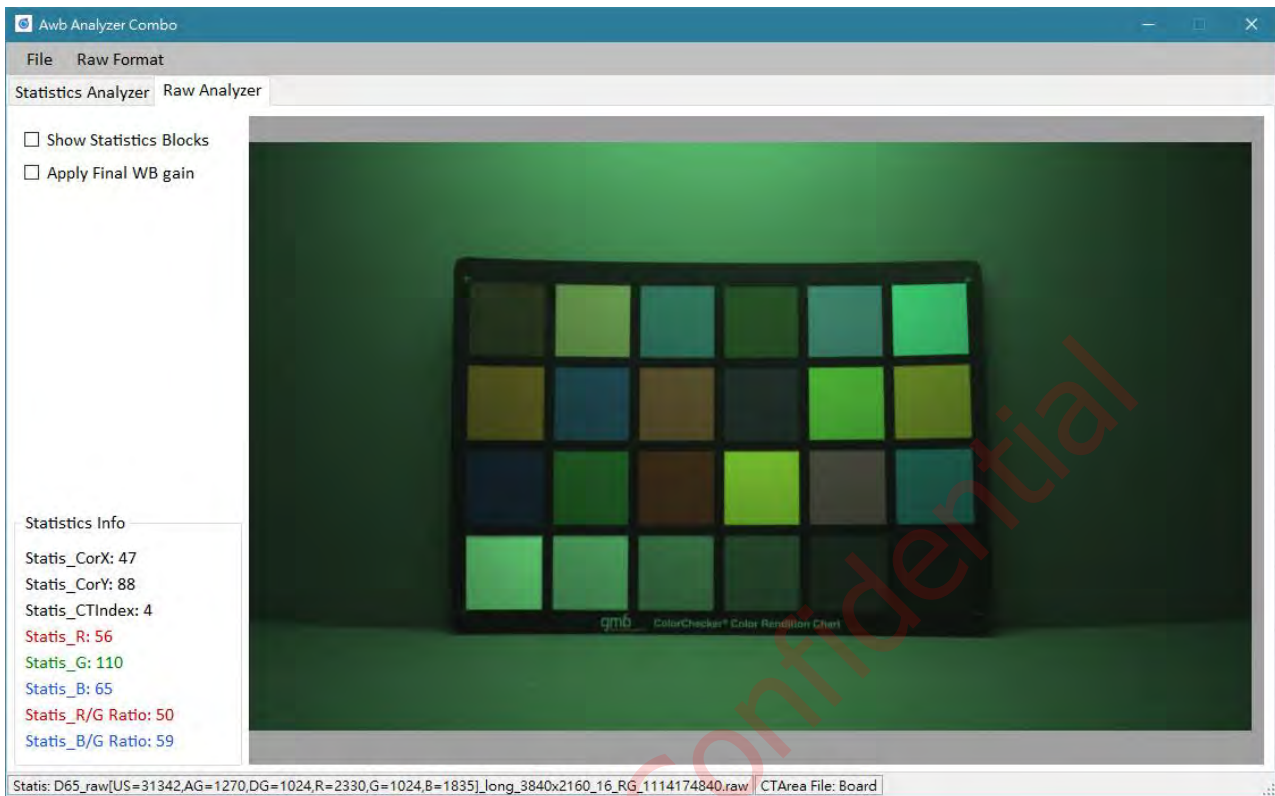 Awb Analyzer Combo
File Raw Format
Statistics Analyzer Raw Analyzer
Show Statistics Blocks
Apply Final WB gain
gmb ColorChecker® Color Rendition Chart
Statistics Info
Statis_CorX: 47
Statis_CorY: 88
Statis_CTIndex: 4
Statis_R: 56
Statis_G: 110
Statis_B: 65
Statis_R/G Ratio: 50
Statis_B/G Ratio: 59
Confidential
Statis: D65_raw[US=31342,AG=1270,DG=1024,R=2330,G=1024,B=1835]_long_3840x2160_16_RG_1114174840.raw CTArea File: Board